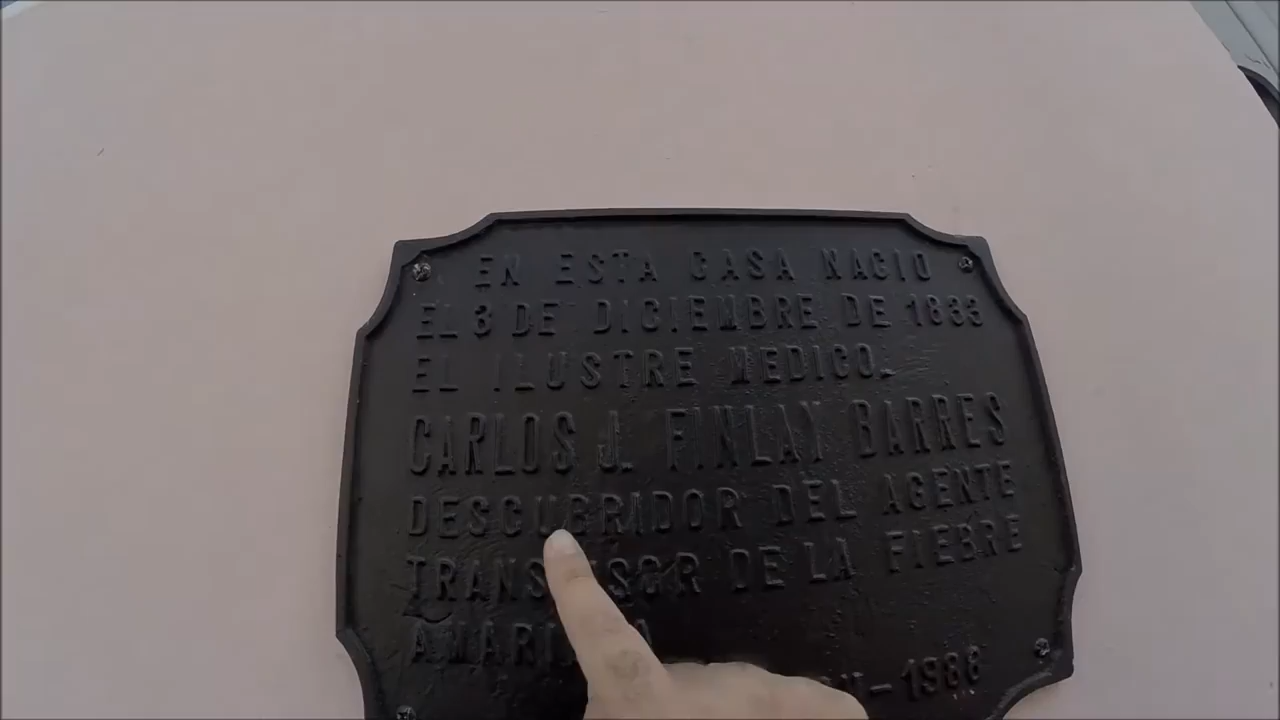 EN ESTA CASA NACIO
EL 3 DE DICIEMBRE DE 1833
EL ILUSTRE MEDICO.
CARLOS J. FINLAY BARRES
DESCUBRIDOR DEL AGENTE
DE LA FIEBRE
1988